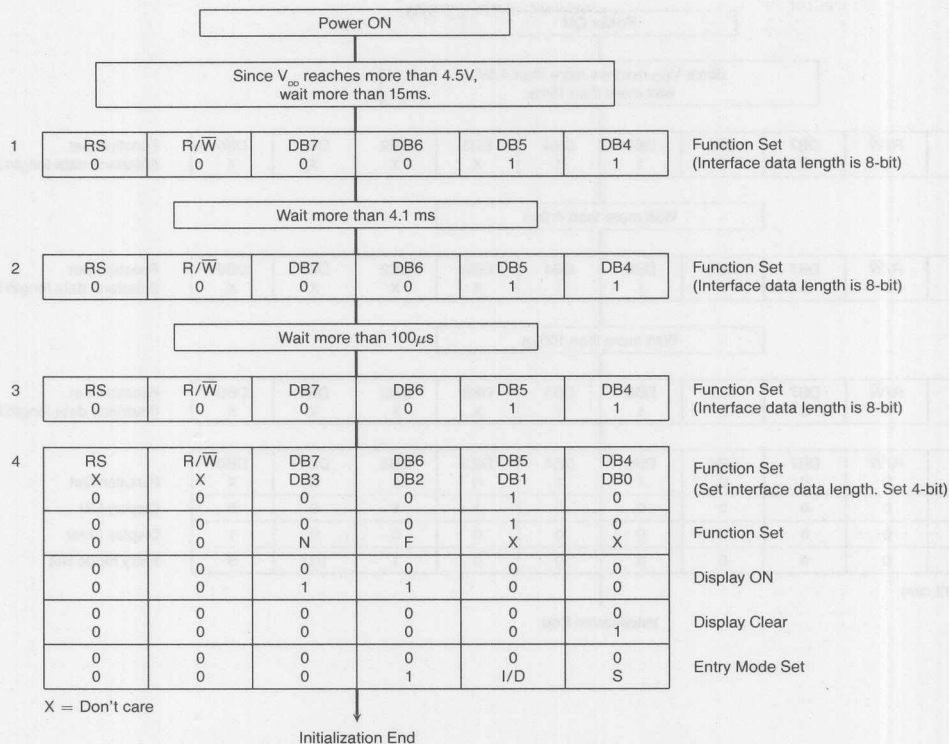 Power ON
Since V∞ reaches more than 4.5V,
wait more than 15ms.
1 RS R/W̅ DB7 DB6 DB5 DB4 Function Set
0 0 0 0 1 1 (Interface data length is 8-bit)
Wait more than 4.1 ms
2 RS R/W̅ DB7 DB6 DB5 DB4 Function Set
0 0 0 0 1 1 (Interface data length is 8-bit)
Wait more than 100µs
3 RS R/W̅ DB7 DB6 DB5 DB4 Function Set
0 0 0 0 1 1 (Interface data length is 8-bit)
4 RS R/W̅ DB7 DB6 DB5 DB4 Function Set
X X DB3 DB2 DB1 DB0 (Set interface data length. Set 4-bit)
0 0 0 0 1 0
0 0 0 0 1 0 Function Set
0 0 N F X X
0 0 0 0 0 0 Display ON
0 0 1 1 0 0
0 0 0 0 0 0 Display Clear
0 0 0 0 0 1
0 0 0 0 0 0 Entry Mode Set
0 0 0 1 I/D S
X = Don't care
Initialization End